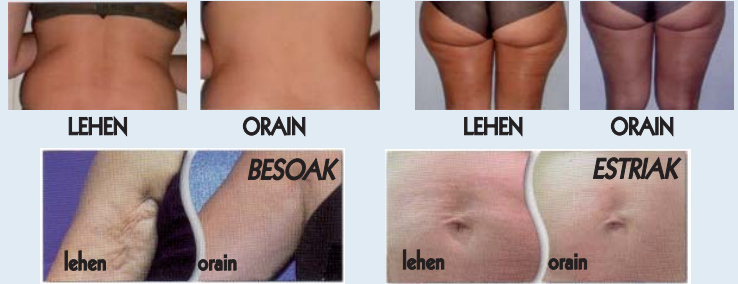 LEHEN
ORAIN
LEHEN
ORAIN
BESOAK
lehen
orain
ESTRIAK
lehen
orain